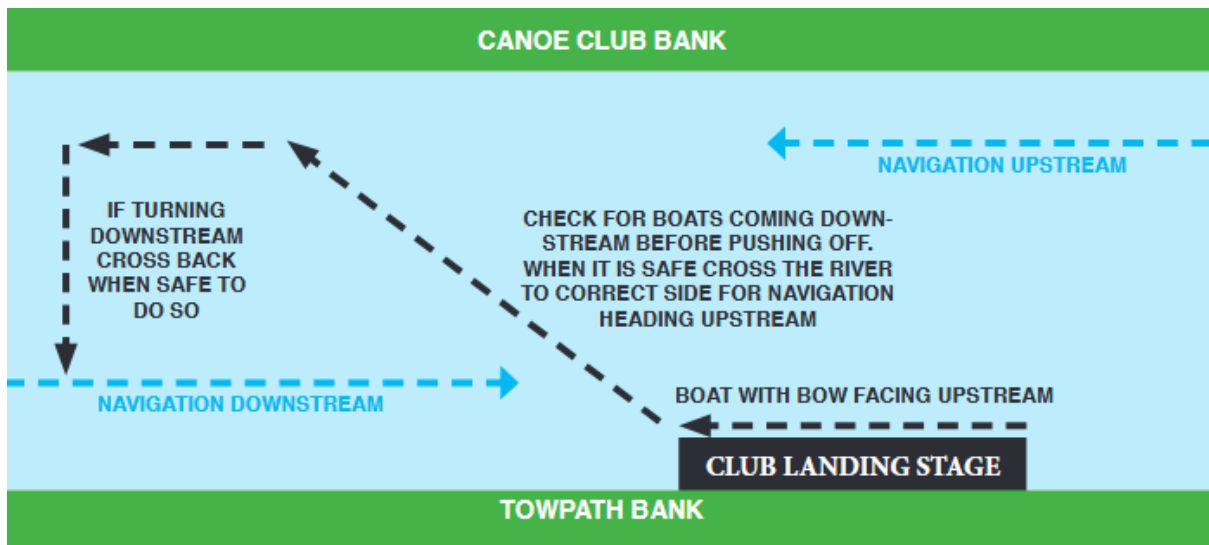 CANOE CLUB BANK
NAVIGATION UPSTREAM
IF TURNING
DOWNSTREAM
CROSS BACK
WHEN SAFE TO
DO SO
CHECK FOR BOATS COMING DOWN-
STREAM BEFORE PUSHING OFF.
WHEN IT IS SAFE CROSS THE RIVER
TO CORRECT SIDE FOR NAVIGATION
HEADING UPSTREAM
NAVIGATION DOWNSTREAM
BOAT WITH BOW FACING UPSTREAM
CLUB LANDING STAGE
TOWPATH BANK